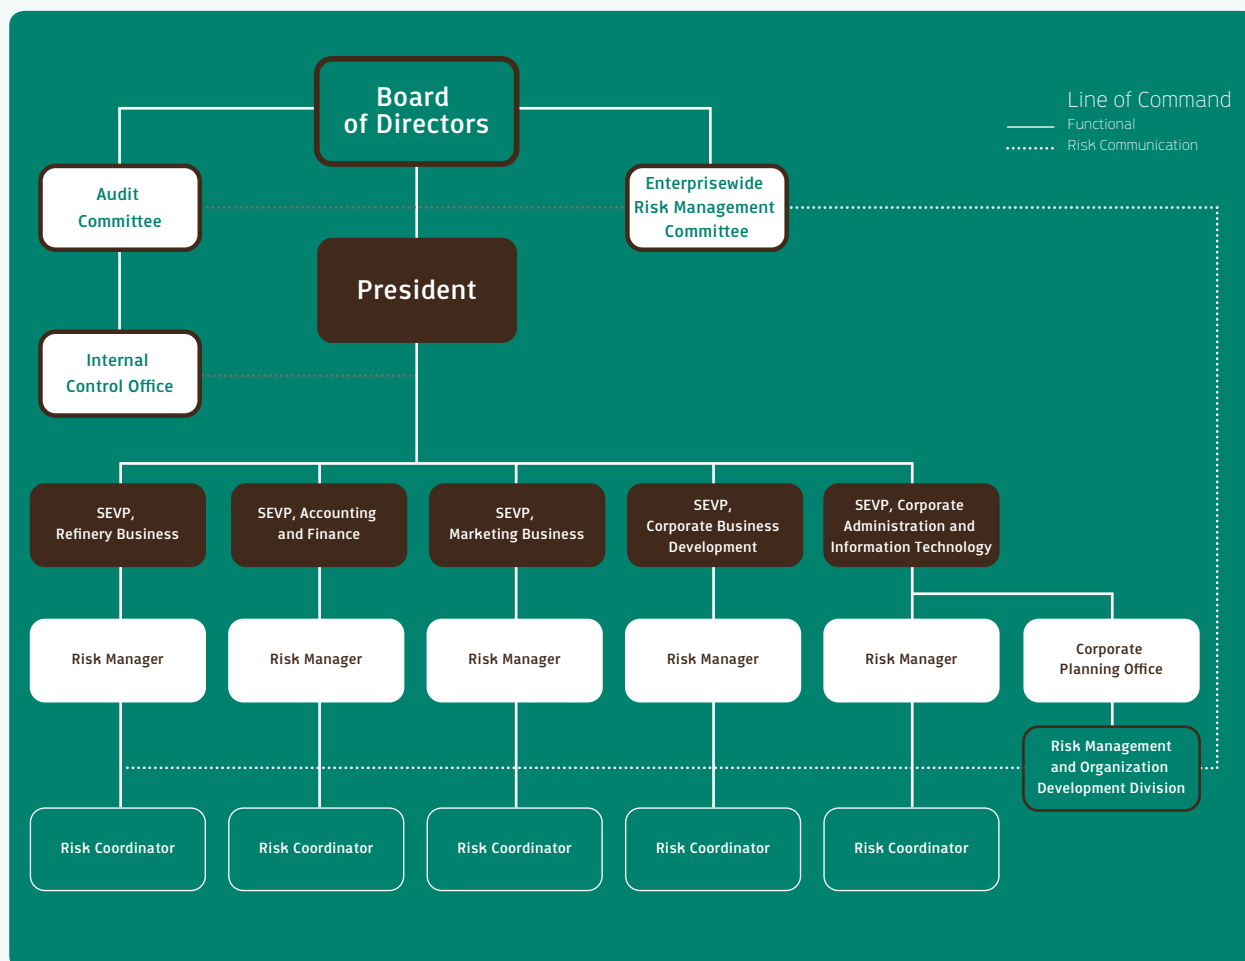 Board
of Directors
Line of Command
Functional
Risk Communication
Audit
Committee
Enterprisewide
Risk Management
Committee
President
Internal
Control Office
SEVP,
Refinery Business
SEVP, Accounting
and Finance
SEVP,
Marketing Business
SEVP,
Corporate Business
Development
SEVP, Corporate
Administration and
Information Technology
Risk Manager
Risk Manager
Risk Manager
Risk Manager
Risk Manager
Corporate
Planning Office
Risk Management
and Organization
Development Division
Risk Coordinator
Risk Coordinator
Risk Coordinator
Risk Coordinator
Risk Coordinator